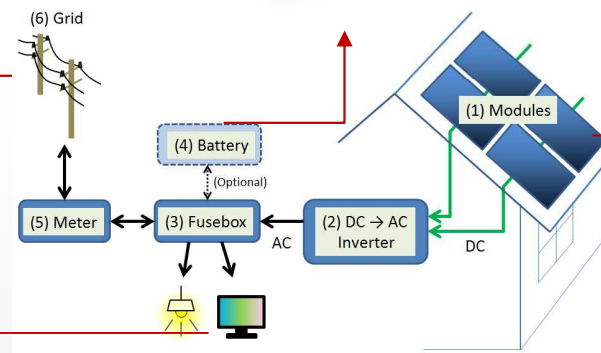 (6) Grid
(1) Modules
(4) Battery
(Optional)
(5) Meter
(3) Fusebox
AC
(2) DC → AC
Inverter
DC